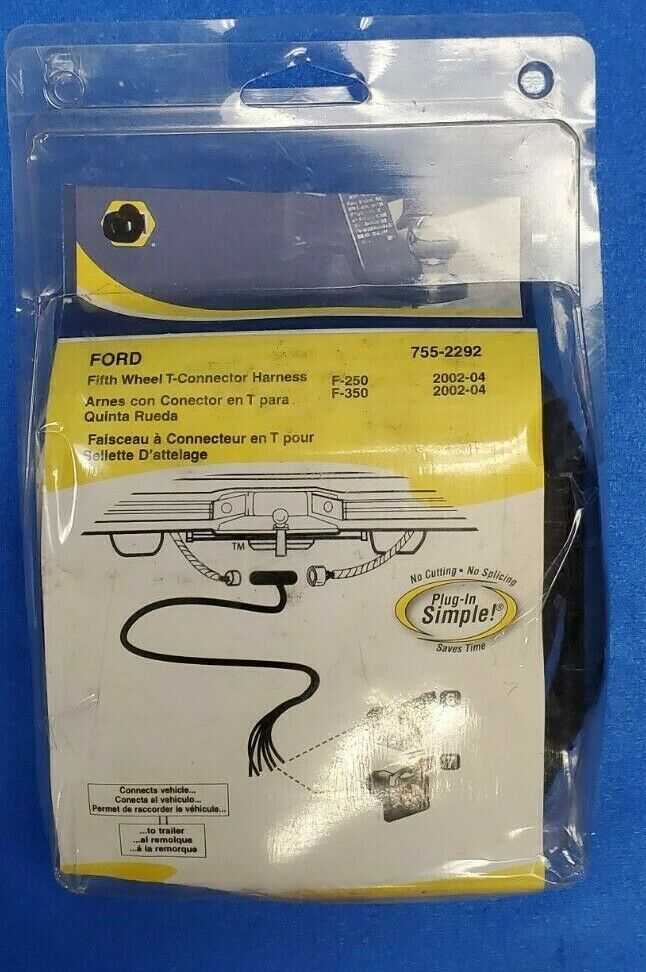 FORD 755-2292
Fifth Wheel T-Connector Harness F-250 2002-04
F-350 2002-04
Arnes con Conector en T para
Quinta Rueda
Faisceau à Connecteur en T pour
Sellette D'attelage
TM
No Cutting - No Splicing
Plug-In
Simple!®
Saves Time
Connects vehicle...
Conecta al vehículo...
Permet de raccorder le véhicule...
...to trailer
...al remolque
...á la remorque